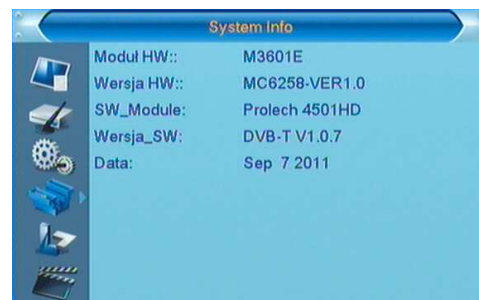 System Info
Moduł HW:: M3601E
Wersja HW:: MC6258-VER1.0
SW_Module: Prolech 4501HD
Wersja_SW: DVB-T V1.0.7
Data: Sep 7 2011